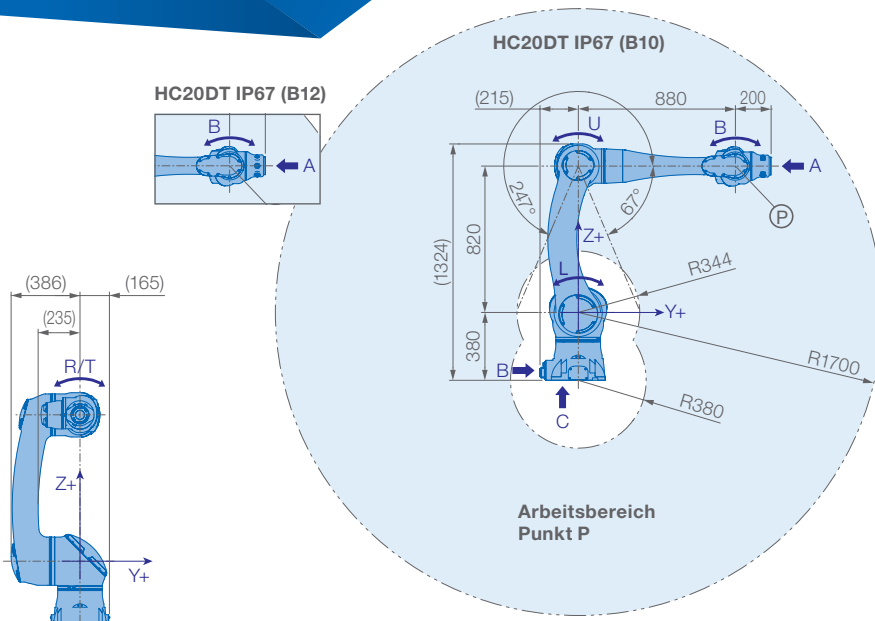 HC20DT IP67 (B10)
HC20DT IP67 (B12)
(215)
880
200
B
A
U
B
A
247°
67°
P
(1324)
820
Z+
L
R344
Y+
380
R1700
B
C
R380
(386)
(165)
(235)
R/T
Z+
Y+
Arbeitsbereich
Punkt P